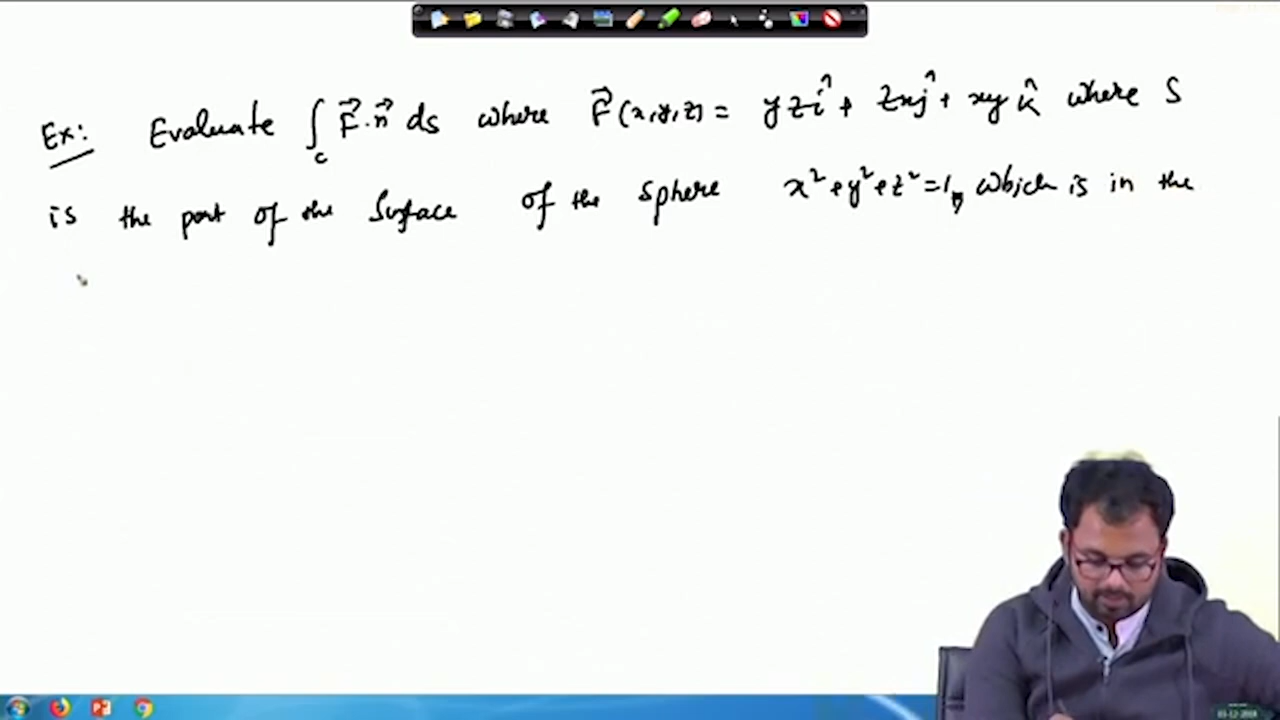 Ex: Evaluate ∫_C F⃗·n⃗ ds where F⃗(x,y,z) = yz î + zx ĵ + xy k̂ where S
is the part of the Surface of the sphere x² + y² + z² = 1, which is in the